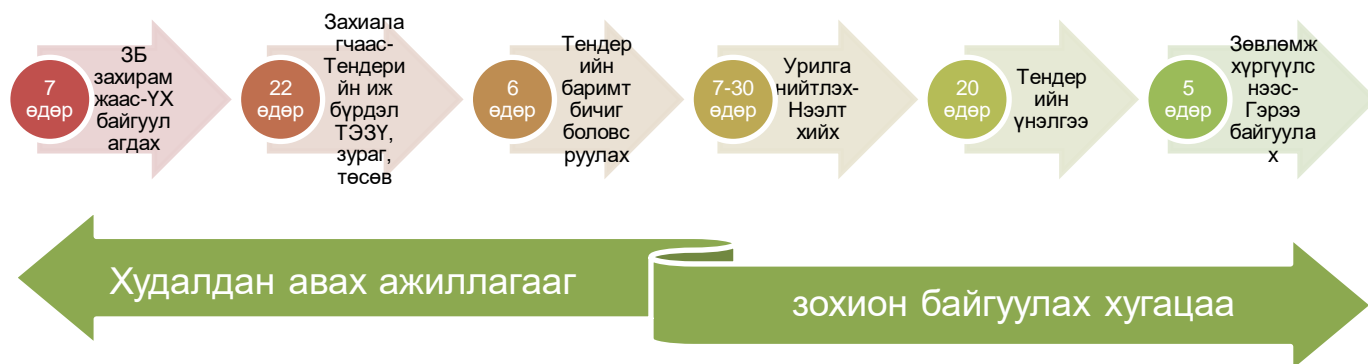 7
өдөр
ЗБ
захирам
жаас-ҮХ
байгуул
агдах
22
өдөр
Захиала
гчаас-
Тендери
йн иж
бүрдэл
ТЭЗҮ,
зураг,
төсөв
6
өдөр
Тендер
ийн
баримт
бичиг
боловс
руулах
7-30
өдөр
Урилга
нийтлэх-
Нээлт
хийх
20
өдөр
Тендер
ийн
үнэлгээ
5
өдөр
Зөвлөмж
хүргүүлс
нээс-
Гэрээ
байгуула
х
Худалдан авах ажиллагааг
зохион байгуулах хугацаа